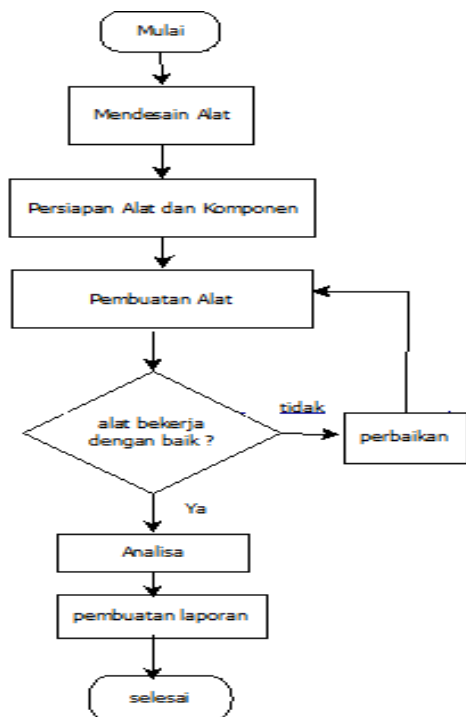 Mulai
Mendesain Alat
Persiapan Alat dan Komponen
Pembuatan Alat
alat bekerja
dengan baik ?
tidak
perbaikan
Ya
Analisa
pembuatan laporan
selesai